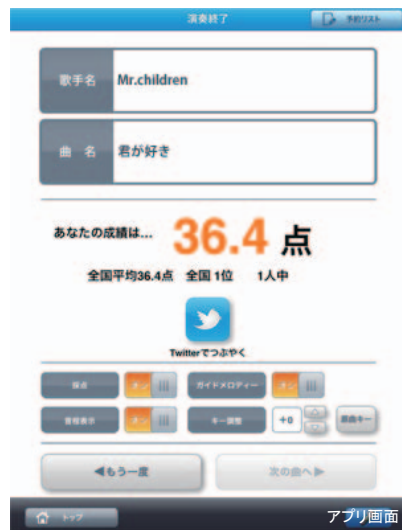 演奏終了
予約リスト
歌手名 Mr.children
曲 名 君が好き
あなたの成績は... 36.4 点
全国平均36.4点 全国 1位 1人中
Twitterでつぶやく
採点 オン ガイドメロディー オン
音程表示 オン キー調整 +0 原曲キー
◀もう一度 次の曲へ▶
トップ
アプリ画面